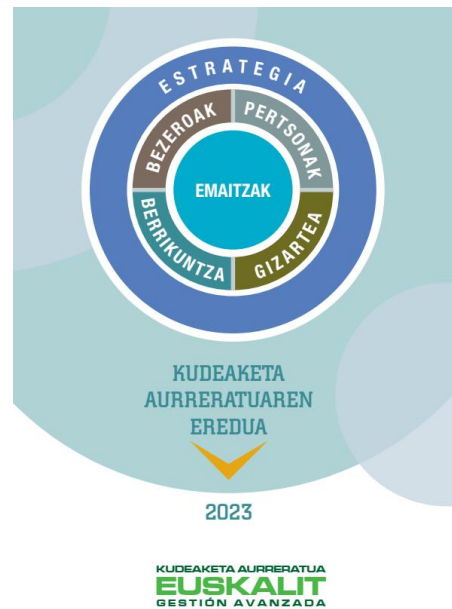 ESTRATEGIA
BEZEROAK
PERTSONAK
EMAITZAK
BERRIKUNTZA
GIZARTEA
KUDEAKETA
AURRERATUAREN
EREDUA
2023
KUDEAKETA AURRERATUA
EUSKALIT
GESTIÓN AVANZADA